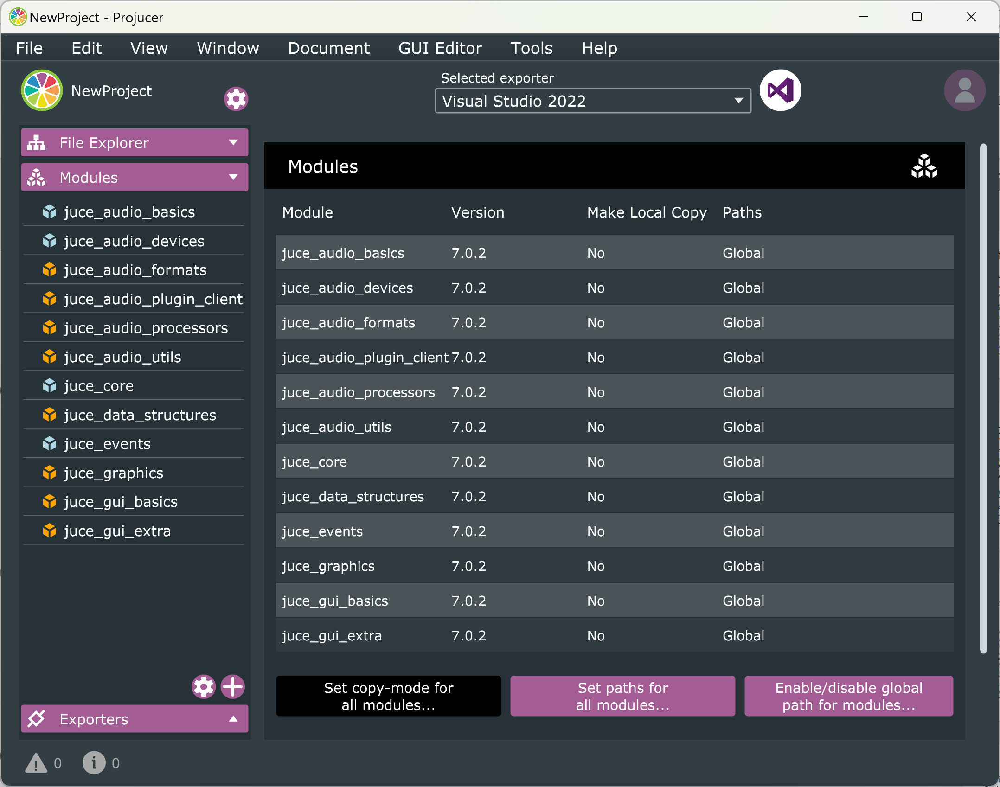 NewProject - Projucer
File Edit View Window Document GUI Editor Tools Help
NewProject
Selected exporter
Visual Studio 2022
File Explorer
Modules
juce_audio_basics
juce_audio_devices
juce_audio_formats
juce_audio_plugin_client
juce_audio_processors
juce_audio_utils
juce_core
juce_data_structures
juce_events
juce_graphics
juce_gui_basics
juce_gui_extra
Exporters
0 0
Modules
Module Version Make Local Copy Paths
juce_audio_basics 7.0.2 No Global
juce_audio_devices 7.0.2 No Global
juce_audio_formats 7.0.2 No Global
juce_audio_plugin_client 7.0.2 No Global
juce_audio_processors 7.0.2 No Global
juce_audio_utils 7.0.2 No Global
juce_core 7.0.2 No Global
juce_data_structures 7.0.2 No Global
juce_events 7.0.2 No Global
juce_graphics 7.0.2 No Global
juce_gui_basics 7.0.2 No Global
juce_gui_extra 7.0.2 No Global
Set copy-mode for
all modules...
Set paths for
all modules...
Enable/disable global
path for modules...